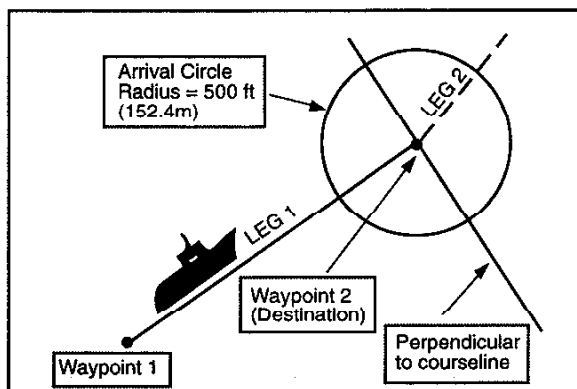 Arrival Circle
Radius = 500 ft
(152.4m)
LEG 2
LEG 1
Waypoint 2
(Destination)
Perpendicular
to courseline
Waypoint 1